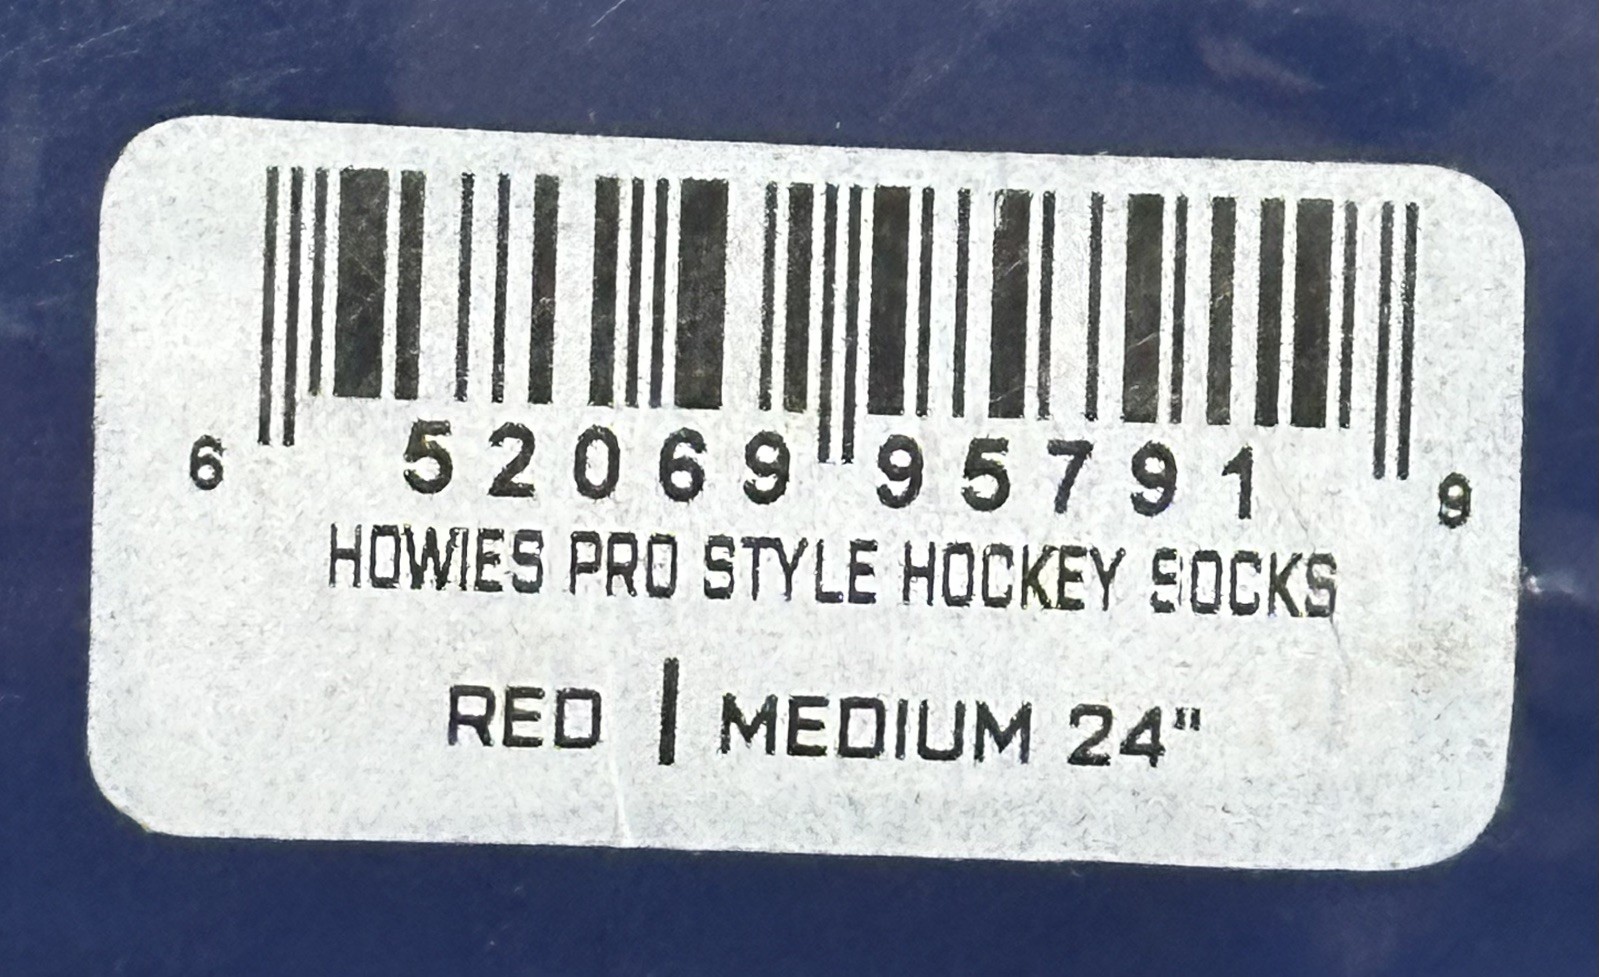 6 52069 95791 9
HOWIES PRO STYLE HOCKEY SOCKS
RED | MEDIUM 24"